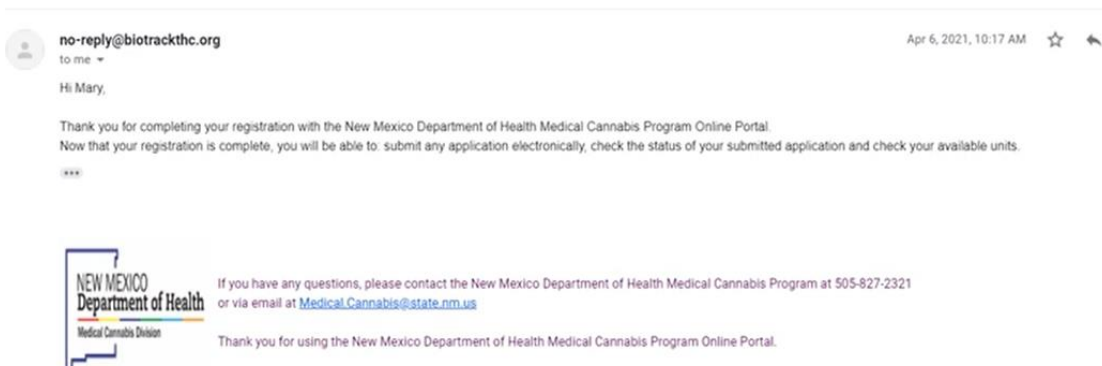 no-reply@biotrackthc.org
Apr 6, 2021, 10:17 AM
to me
Hi Mary,
Thank you for completing your registration with the New Mexico Department of Health Medical Cannabis Program Online Portal.
Now that your registration is complete, you will be able to: submit any application electronically, check the status of your submitted application and check your available units.
NEW MEXICO
Department of Health
Medical Cannabis Division
If you have any questions, please contact the New Mexico Department of Health Medical Cannabis Program at 505-827-2321
or via email at Medical.Cannabis@state.nm.us
Thank you for using the New Mexico Department of Health Medical Cannabis Program Online Portal.